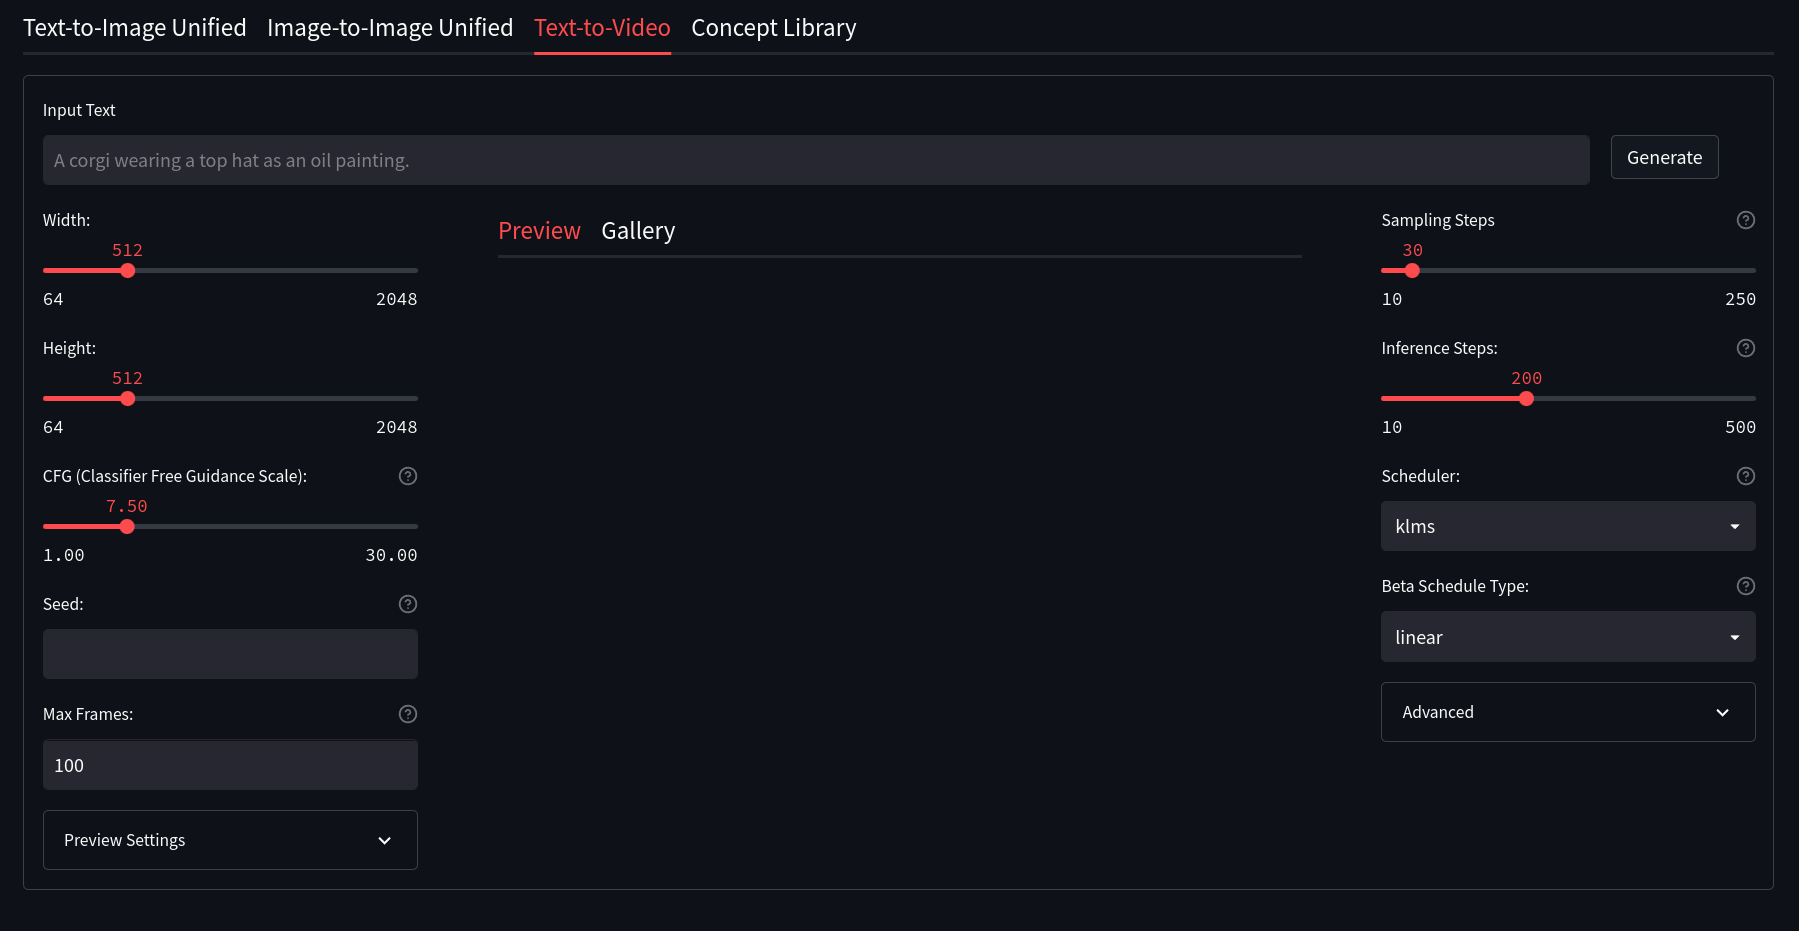 Text-to-Image Unified Image-to-Image Unified Text-to-Video Concept Library
Input Text
A corgi wearing a top hat as an oil painting.
Generate
Width:
512
64 2048
Height:
512
64 2048
CFG (Classifier Free Guidance Scale):
7.50
1.00 30.00
Seed:
Max Frames:
100
Preview Settings
Preview Gallery
Sampling Steps
30
10 250
Inference Steps:
200
10 500
Scheduler:
klms
Beta Schedule Type:
linear
Advanced